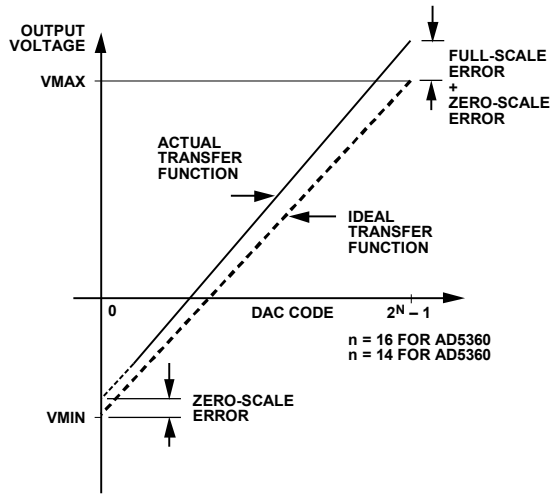 OUTPUT
VOLTAGE
VMAX
FULL-SCALE
ERROR
+
ZERO-SCALE
ERROR
ACTUAL
TRANSFER
FUNCTION
IDEAL
TRANSFER
FUNCTION
0
DAC CODE
2ᴺ – 1
n = 16 FOR AD5360
n = 14 FOR AD5360
ZERO-SCALE
ERROR
VMIN